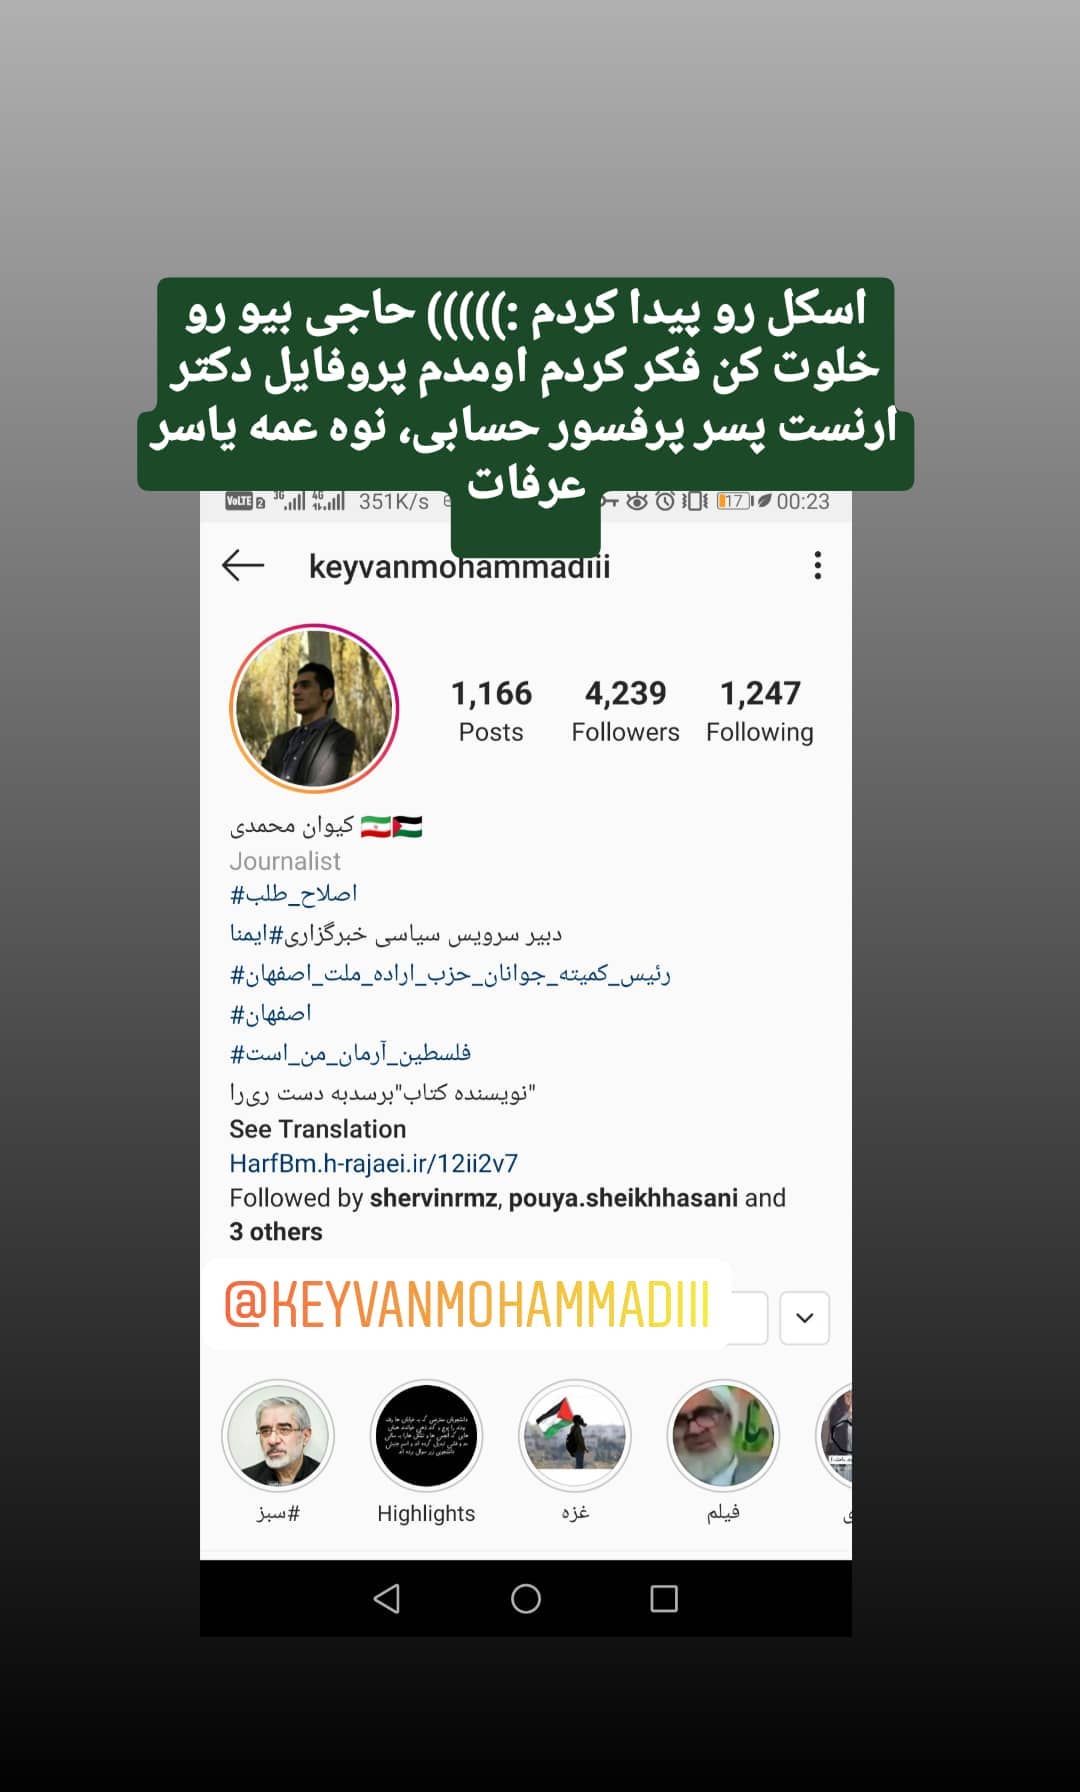 اسکل رو پیدا کردم :))))) حاجی بیو رو
خلوت کن فکر کردم اومدم پروفایل دکتر
ارنست پسر پرفسور حسابی، نوه عمه یاسر
عرفات
VoLTE 2 3G 4G 351K/s 17 00:23
keyvanmohammadiii
1,166 4,239 1,247
Posts Followers Following
کیوان محمدی 🇮🇷🇵🇸
Journalist
#اصلاح_طلب
دبیر سرویس سیاسی خبرگزاری#ایمنا
#رئیس_کمیته_جوانان_حزب_اراده_ملت_اصفهان
#اصفهان
#فلسطین_آرمان_من_است
نویسنده کتاب"برسدبه دست ری‌را"
See Translation
HarfBm.h-rajaei.ir/12ii2v7
Followed by shervinrmz, pouya.sheikhhasani and
3 others
@KEYVANMOHAMMADIII
#سبز
Highlights
غزه
فیلم